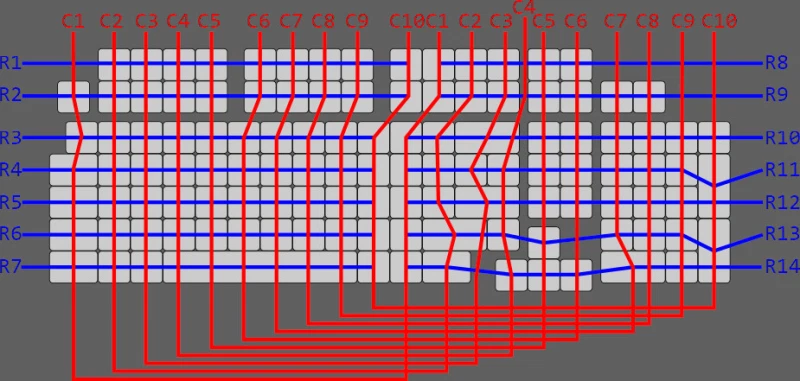 C1 C2 C3 C4 C5 C6 C7 C8 C9 C10 C1 C2 C3 C4 C5 C6 C7 C8 C9 C10
R1 R8
R2 R9
R3 R10
R4 R11
R5 R12
R6 R13
R7 R14